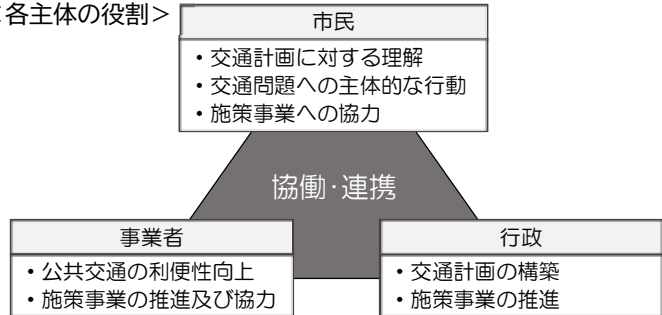 各主体の役割>
市民
・交通計画に対する理解
・交通問題への主体的な行動
・施策事業への協力
協働・連携
事業者
・公共交通の利便性向上
・施策事業の推進及び協力
行政
・交通計画の構築
・施策事業の推進